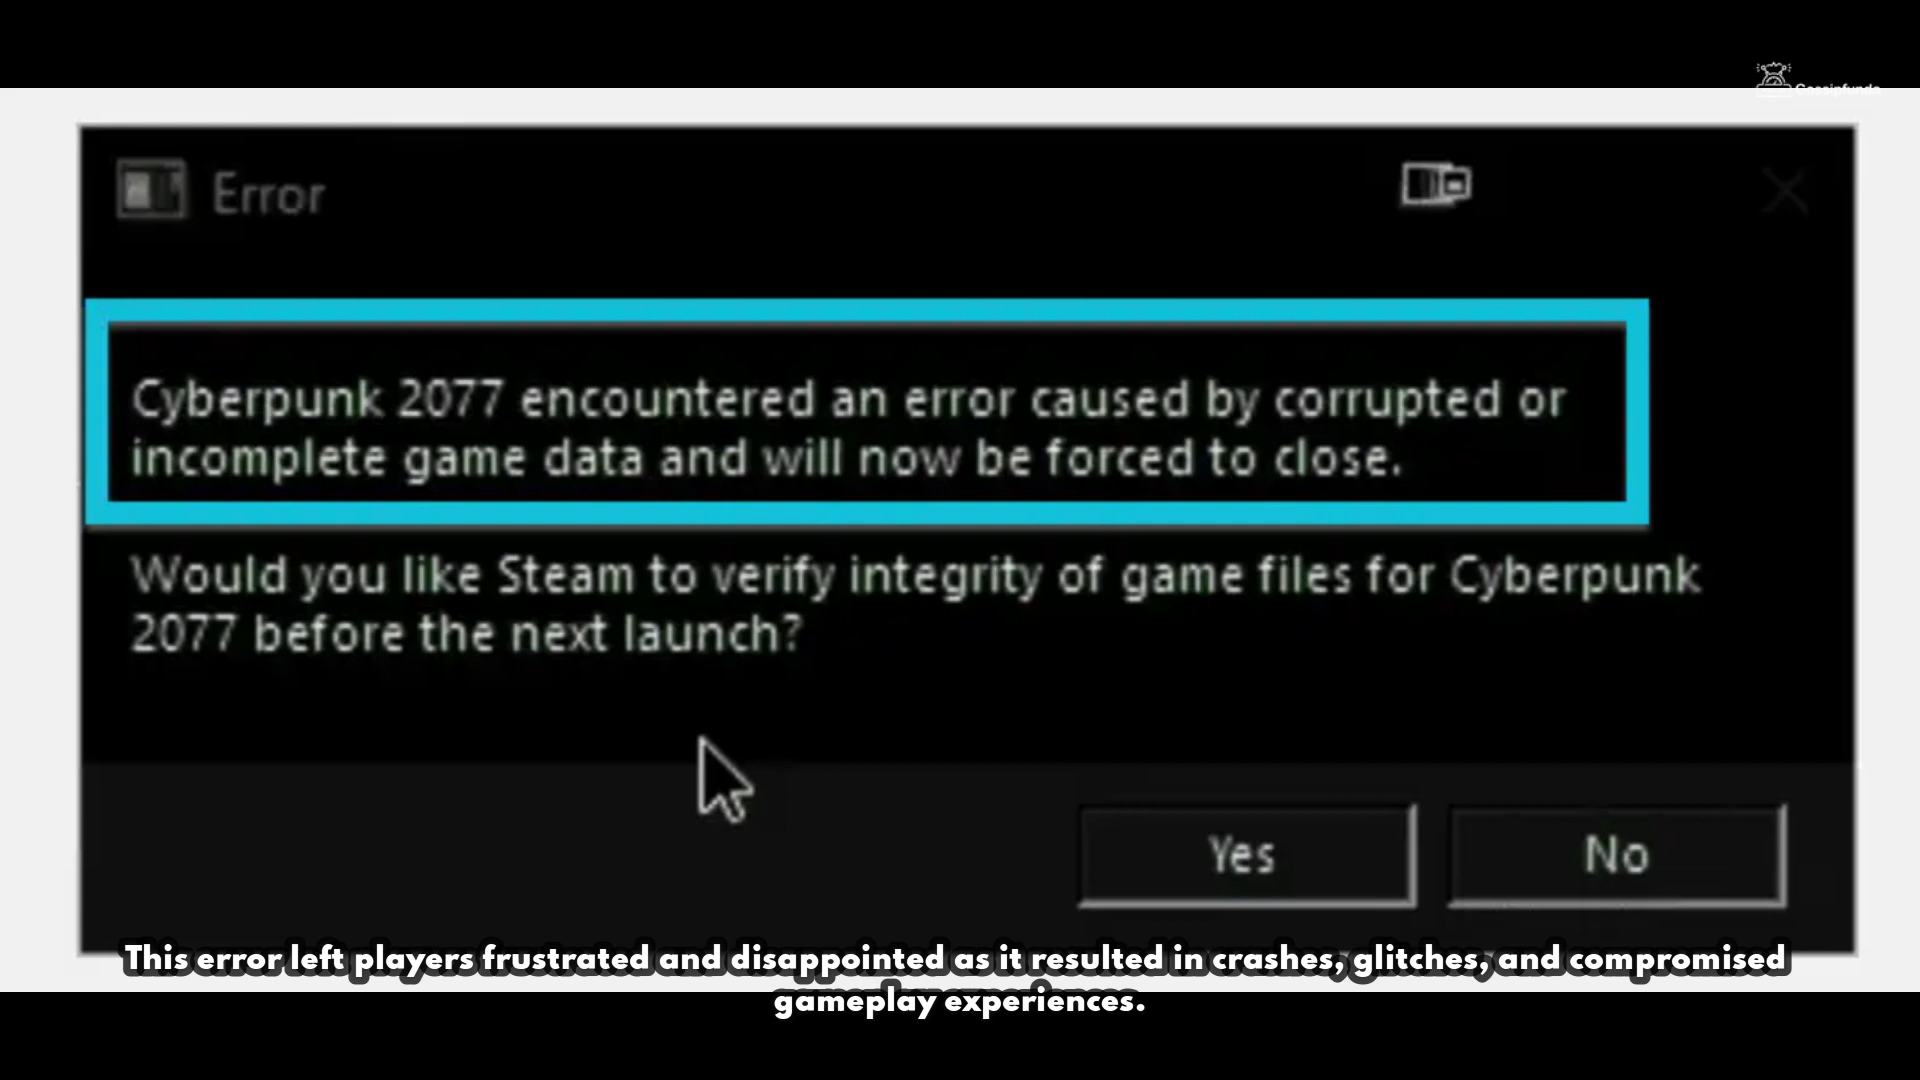 Error
Cyberpunk 2077 encountered an error caused by corrupted or
incomplete game data and will now be forced to close.
Would you like Steam to verify integrity of game files for Cyberpunk
2077 before the next launch?
Yes
No
This error left players frustrated and disappointed as it resulted in crashes, glitches, and compromised
gameplay experiences.